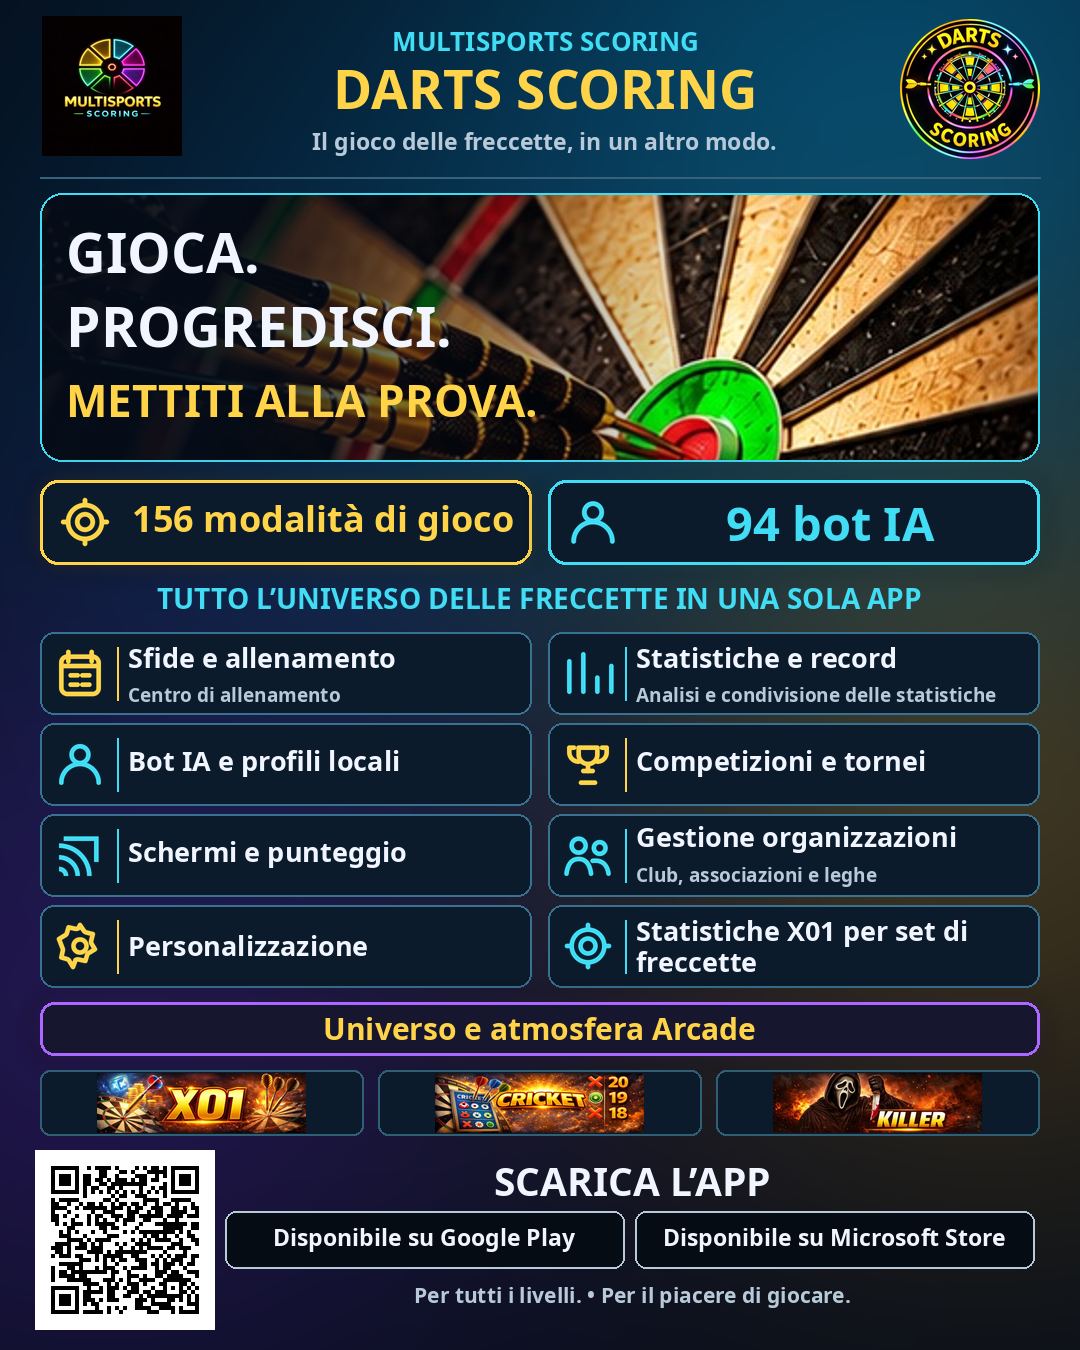 MULTISPORTS
SCORING
MULTISPORTS SCORING
DARTS SCORING
Il gioco delle freccette, in un altro modo.
DARTS
SCORING
GIOCA.
PROGREDISCI.
METTITI ALLA PROVA.
156 modalità di gioco
94 bot IA
TUTTO L’UNIVERSO DELLE FRECCETTE IN UNA SOLA APP
Sfide e allenamento
Centro di allenamento
Statistiche e record
Analisi e condivisione delle statistiche
Bot IA e profili locali
Competizioni e tornei
Schermi e punteggio
Gestione organizzazioni
Club, associazioni e leghe
Personalizzazione
Statistiche X01 per set di
freccette
Universo e atmosfera Arcade
X01
CRICKET
CRICKET
20
19
18
KILLER
SCARICA L’APP
Disponibile su Google Play
Disponibile su Microsoft Store
Per tutti i livelli. • Per il piacere di giocare.